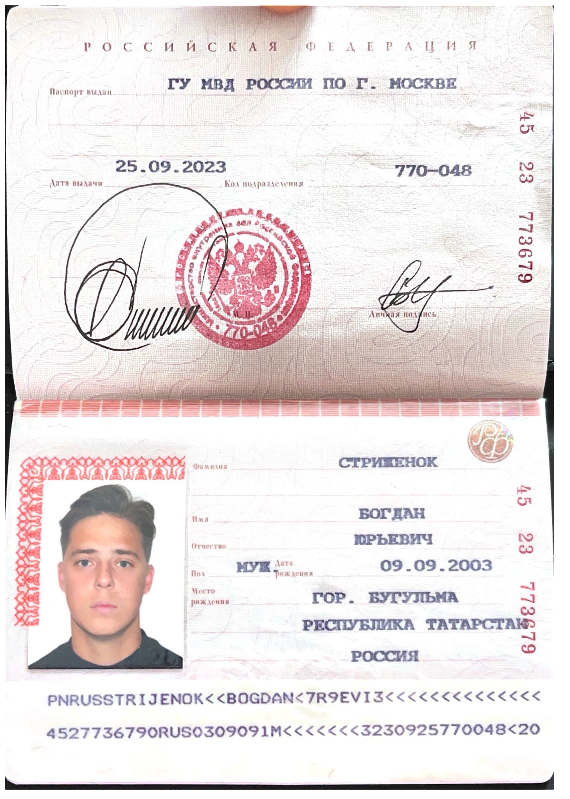 РОССИЙСКАЯ ФЕДЕРАЦИЯ
Паспорт выдан ГУ МВД РОССИИ ПО Г. МОСКВЕ
45 23 773679
Дата выдачи 25.09.2023 Код подразделения 770-048
М.П.
770-048
Личная подпись
РФ
Фамилия СТРИЖЕНОК
45 23 773679
Имя БОГДАН
Отчество ЮРЬЕВИЧ
Пол МУЖ. Дата рождения 09.09.2003
Место рождения ГОР. БУГУЛЬМА
РЕСПУБЛИКА ТАТАРСТАН
РОССИЯ
PNRUSSTRIJENOK<<BOGDAN<7R9EVI3<<<<<<<<<<<<<<
4527736790RUS0309091M<<<<<<<3230925770048<20